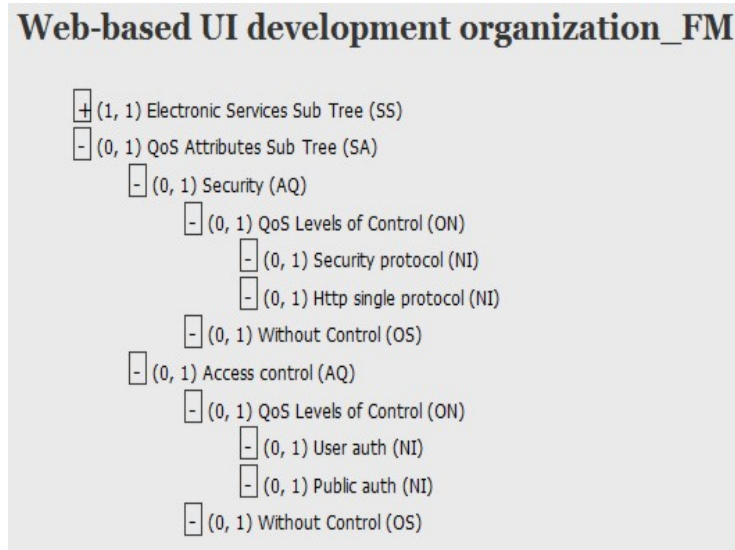 Web-based UI development organization_FM
+ (1, 1) Electronic Services Sub Tree (SS)
- (0, 1) QoS Attributes Sub Tree (SA)
- (0, 1) Security (AQ)
- (0, 1) QoS Levels of Control (ON)
- (0, 1) Security protocol (NI)
- (0, 1) Http single protocol (NI)
- (0, 1) Without Control (OS)
- (0, 1) Access control (AQ)
- (0, 1) QoS Levels of Control (ON)
- (0, 1) User auth (NI)
- (0, 1) Public auth (NI)
- (0, 1) Without Control (OS)